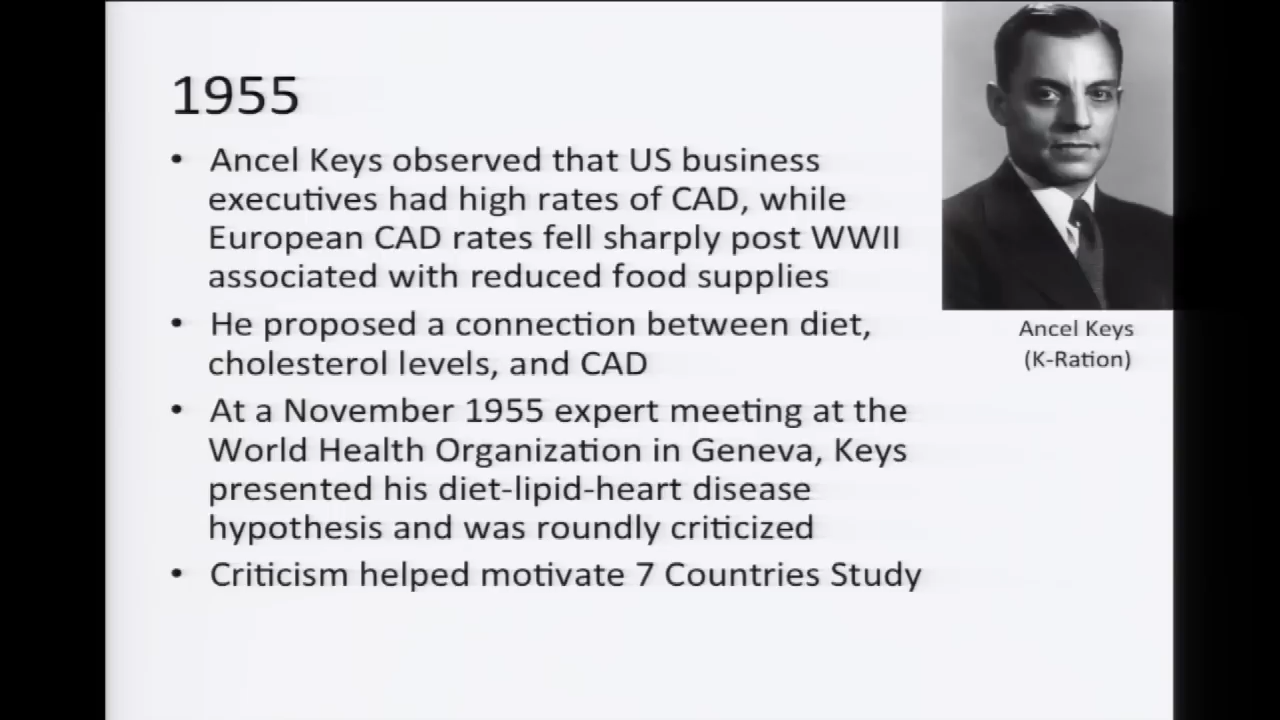 1955
• Ancel Keys observed that US business
executives had high rates of CAD, while
European CAD rates fell sharply post WWII
associated with reduced food supplies
• He proposed a connection between diet,
cholesterol levels, and CAD
• At a November 1955 expert meeting at the
World Health Organization in Geneva, Keys
presented his diet-lipid-heart disease
hypothesis and was roundly criticized
• Criticism helped motivate 7 Countries Study
Ancel Keys
(K-Ration)